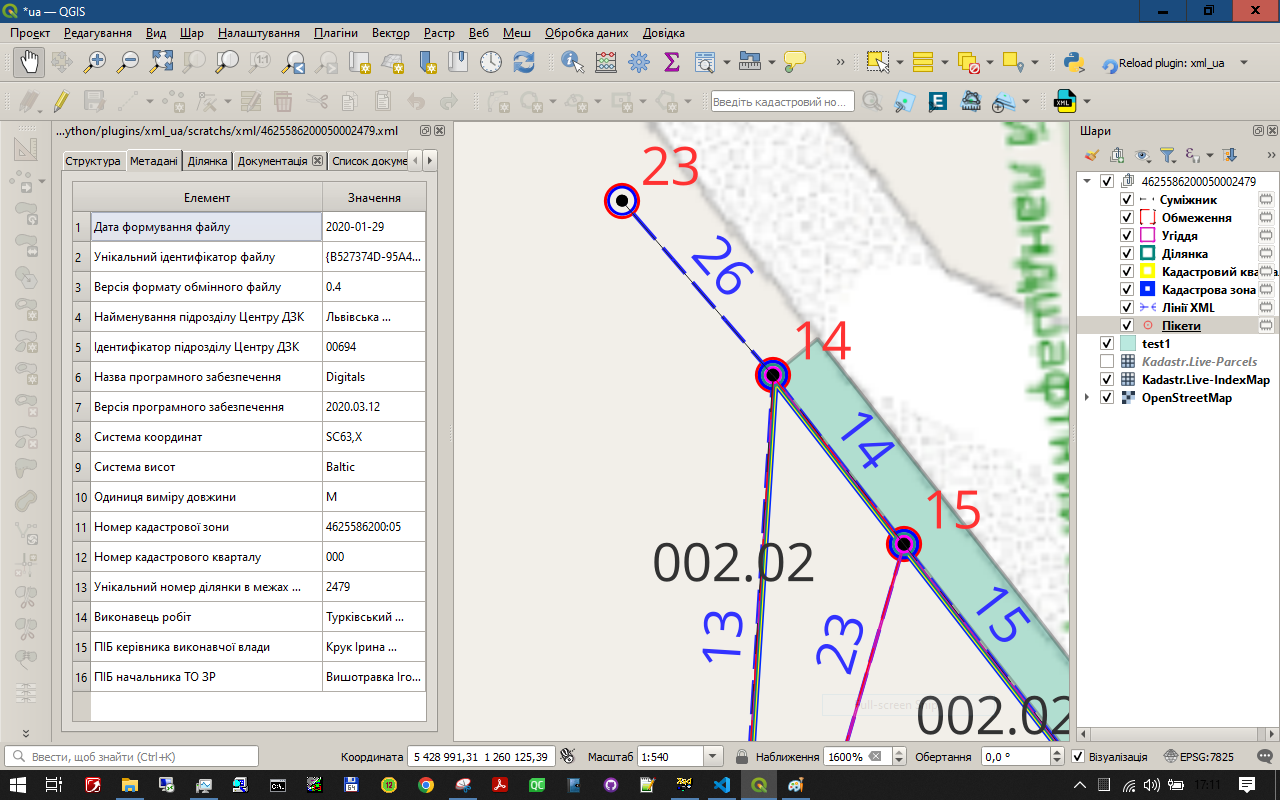 *ua — QGIS
Проєкт Редагування Вид Шар Налаштування Плагіни Вектор Растр Веб Меш Обробка даних Довідка
Reload plugin: xml_ua
Введіть кадастровий но...
XML
...ython/plugins/xml_ua/scratchs/xml/4625586200050002479.xml
Структура Метадані Ділянка Документація Список докуме
Елемент Значення
1 Дата формування файлу 2020-01-29
2 Унікальний ідентифікатор файлу {B527374D-95A4...
3 Версія формату обмінного файлу 0.4
4 Найменування підрозділу Центру ДЗК Львівська ...
5 Ідентифікатор підрозділу Центру ДЗК 00694
6 Назва програмного забезпечення Digitals
7 Версія програмного забезпечення 2020.03.12
8 Система координат SC63,X
9 Система висот Baltic
10 Одиниця виміру довжини М
11 Номер кадастрової зони 4625586200:05
12 Номер кадастрового кварталу 000
13 Унікальний номер ділянки в межах ... 2479
14 Виконавець робіт Турківський ...
15 ПІБ керівника виконавчої влади Крук Ірина ...
16 ПІБ начальника ТО ЗР Вишотравка Іго...
23
26
14
14
15
002.02
13
23
15
002.02
Шари
4625586200050002479
Суміжник
Обмеження
Угіддя
Ділянка
Кадастровий ква
Кадастрова зона
Лінії XML
Пікети
test1
Kadastr.Live-Parcels
Kadastr.Live-IndexMap
OpenStreetMap
Ввести, щоб знайти (Ctrl+K) Координата 5 428 991,31 1 260 125,39 Масштаб 1:540 Наближення 1600% Обертання 0,0 ° Візуалізація EPSG:7825
17:11